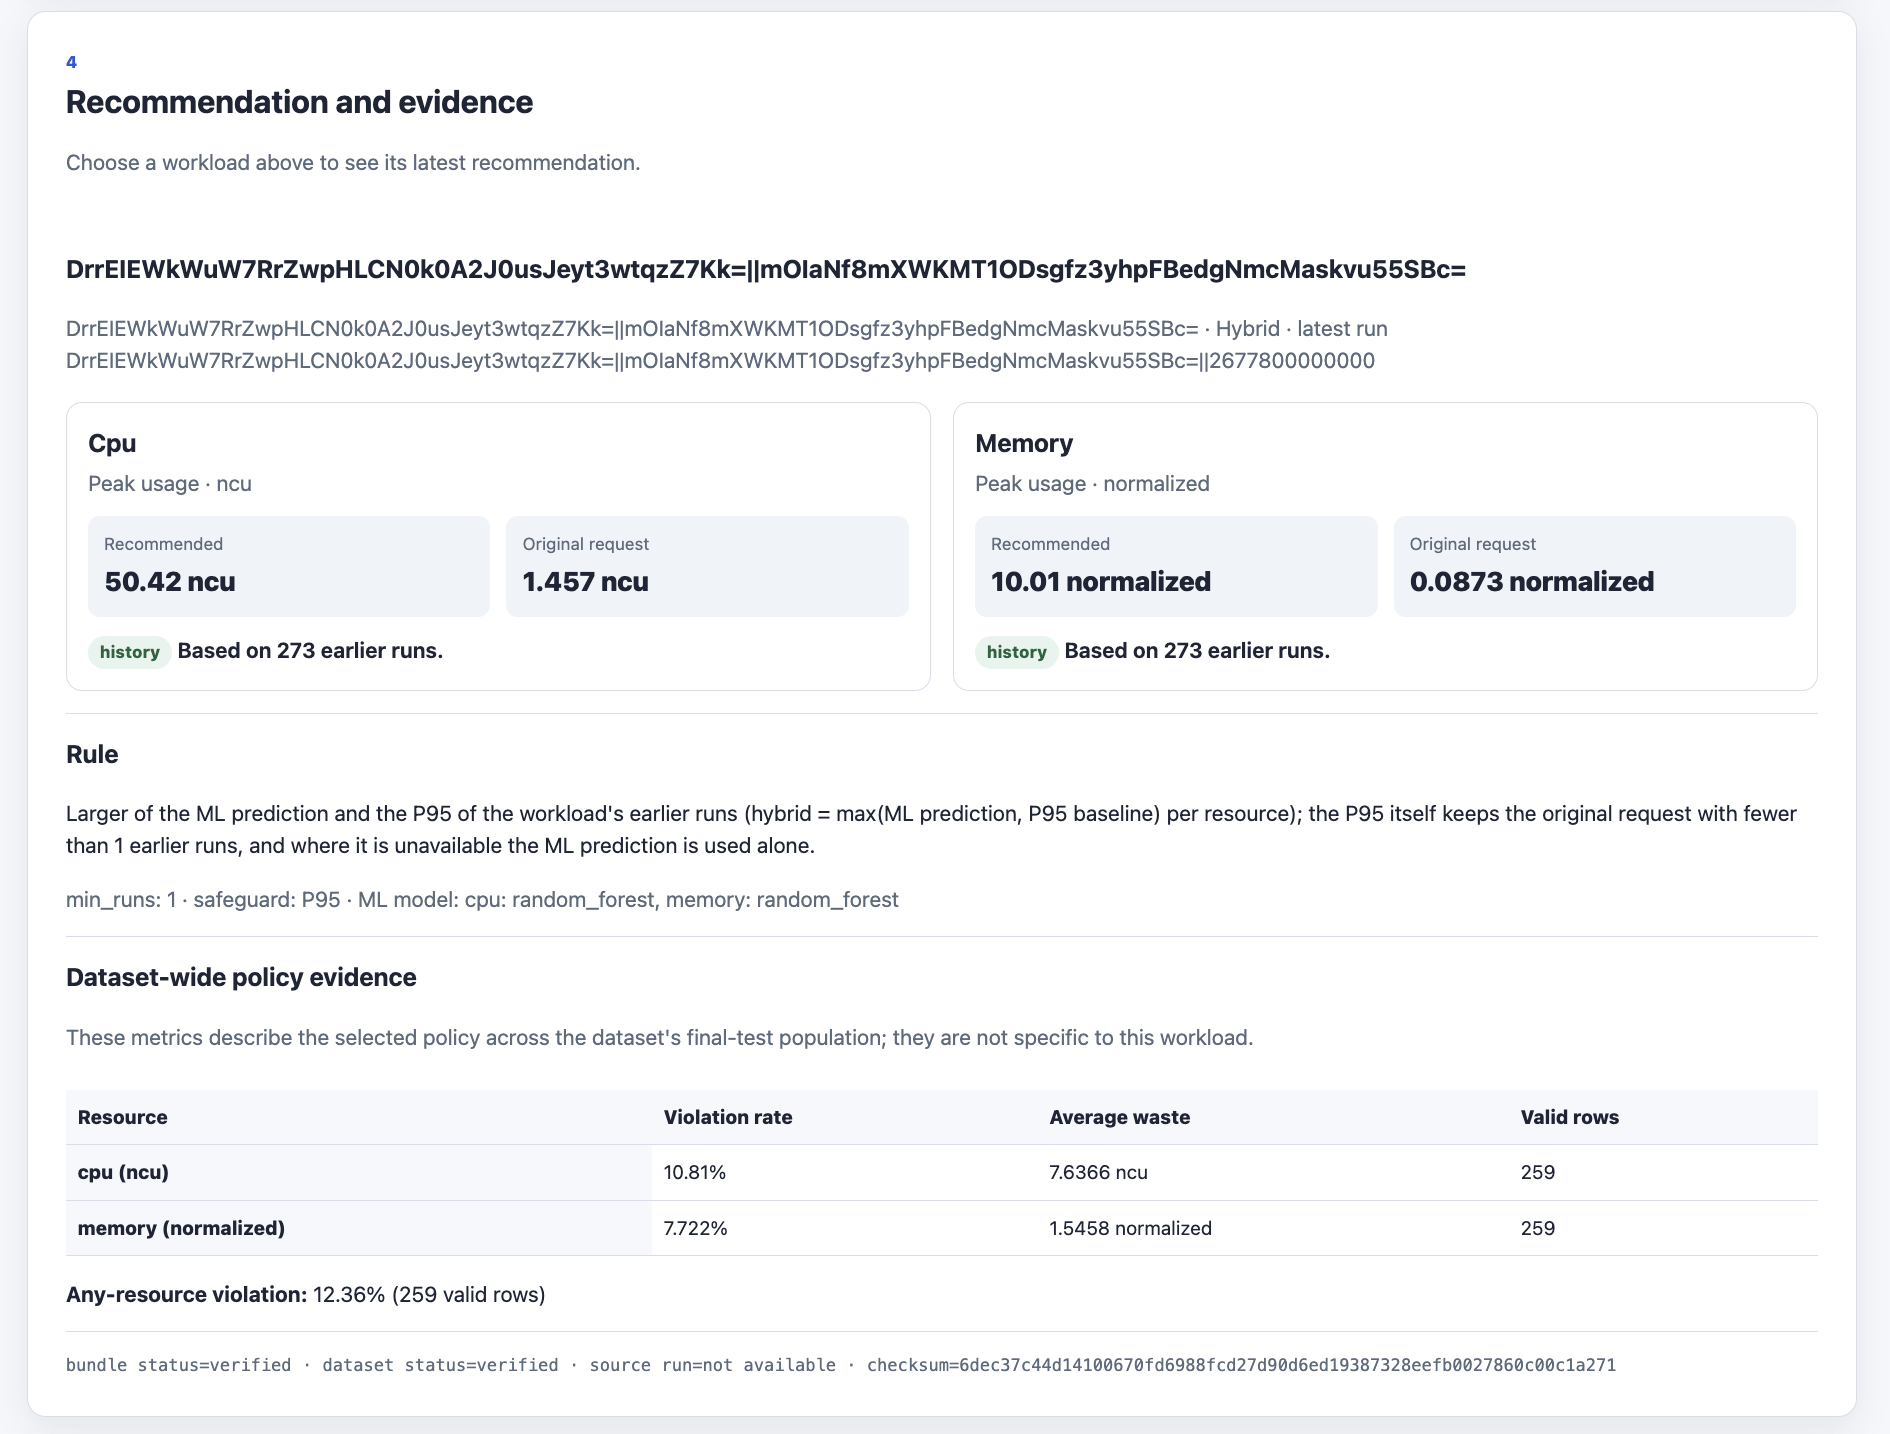 4
Recommendation and evidence
Choose a workload above to see its latest recommendation.
DrrEIEWkWuW7RrZwpHLCN0k0A2J0usJeyt3wtqzZ7Kk=||mOIaNf8mXWKMT1ODsgfz3yhpFBedgNmcMaskvu55SBc=
DrrEIEWkWuW7RrZwpHLCN0k0A2J0usJeyt3wtqzZ7Kk=||mOIaNf8mXWKMT1ODsgfz3yhpFBedgNmcMaskvu55SBc= · Hybrid · latest run
DrrEIEWkWuW7RrZwpHLCN0k0A2J0usJeyt3wtqzZ7Kk=||mOIaNf8mXWKMT1ODsgfz3yhpFBedgNmcMaskvu55SBc=||2677800000000
Cpu
Peak usage · ncu
Recommended
50.42 ncu
Original request
1.457 ncu
history Based on 273 earlier runs.
Memory
Peak usage · normalized
Recommended
10.01 normalized
Original request
0.0873 normalized
history Based on 273 earlier runs.
Rule
Larger of the ML prediction and the P95 of the workload's earlier runs (hybrid = max(ML prediction, P95 baseline) per resource); the P95 itself keeps the original request with fewer
than 1 earlier runs, and where it is unavailable the ML prediction is used alone.
min_runs: 1 · safeguard: P95 · ML model: cpu: random_forest, memory: random_forest
Dataset-wide policy evidence
These metrics describe the selected policy across the dataset's final-test population; they are not specific to this workload.
Resource Violation rate Average waste Valid rows
cpu (ncu) 10.81% 7.6366 ncu 259
memory (normalized) 7.722% 1.5458 normalized 259
Any-resource violation: 12.36% (259 valid rows)
bundle status=verified · dataset status=verified · source run=not available · checksum=6dec37c44d14100670fd6988fcd27d90d6ed19387328eefb0027860c00c1a271